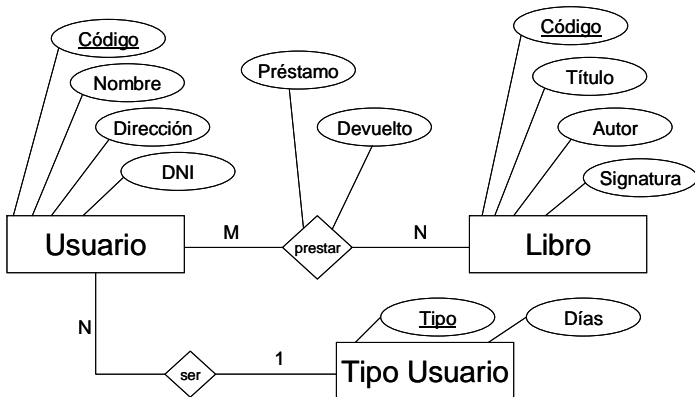 Código
Nombre
Dirección
DNI
Préstamo
Devuelto
Código
Título
Autor
Signatura
Usuario
M
prestar
N
Libro
N
ser
1
Tipo
Días
Tipo Usuario